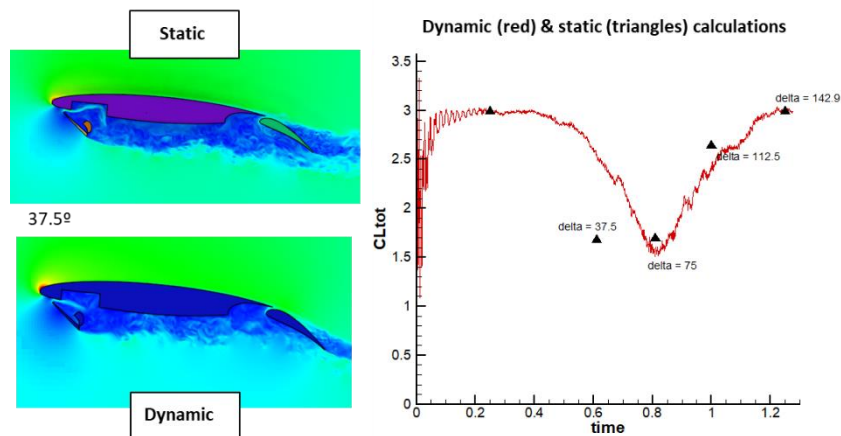 Static
37.5º
Dynamic
Dynamic (red) & static (triangles) calculations
3.5
3
2.5
2
1.5
1
0.5
0
CLtot
delta = 142.9
delta = 112.5
delta = 37.5
delta = 75
0
0.2
0.4
0.6
0.8
1
1.2
time